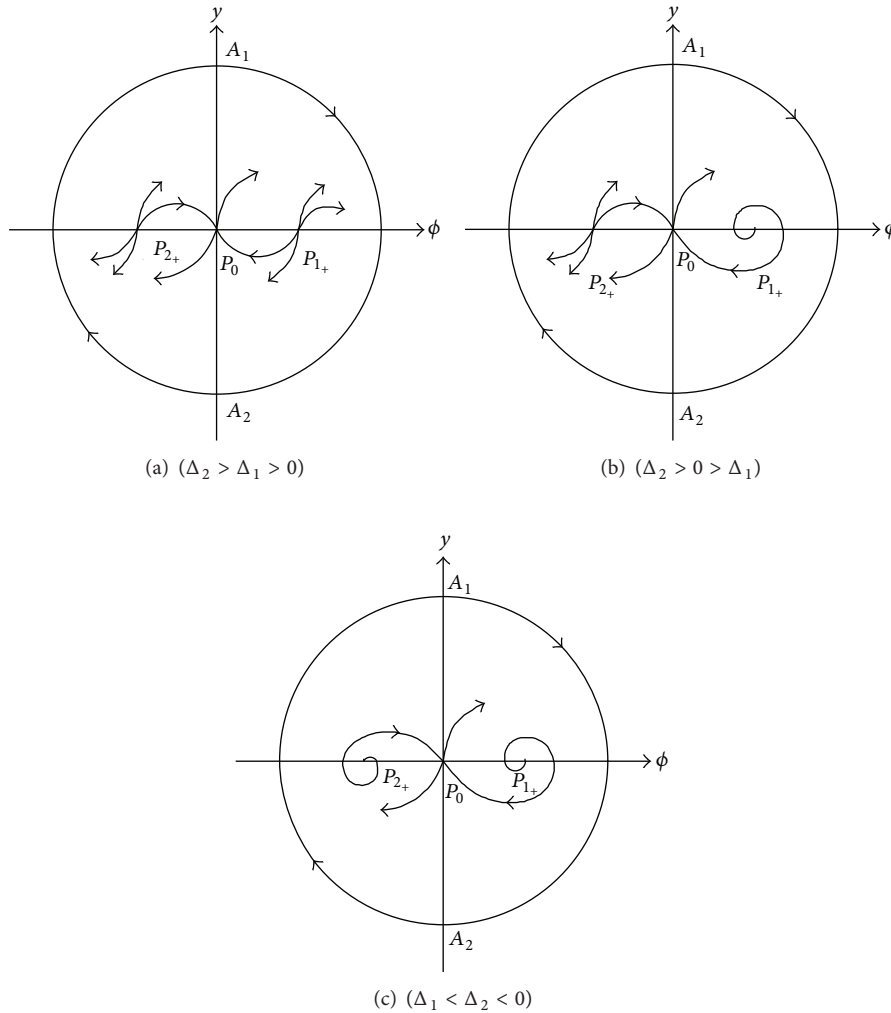 y
A₁
ϕ
P₂₊
P₀
P₁₊
A₂
(a) (Δ₂ > Δ₁ > 0)
y
A₁
ϕ
P₂₊
P₀
P₁₊
A₂
(b) (Δ₂ > 0 > Δ₁)
y
A₁
ϕ
P₂₊
P₀
P₁₊
A₂
(c) (Δ₁ < Δ₂ < 0)